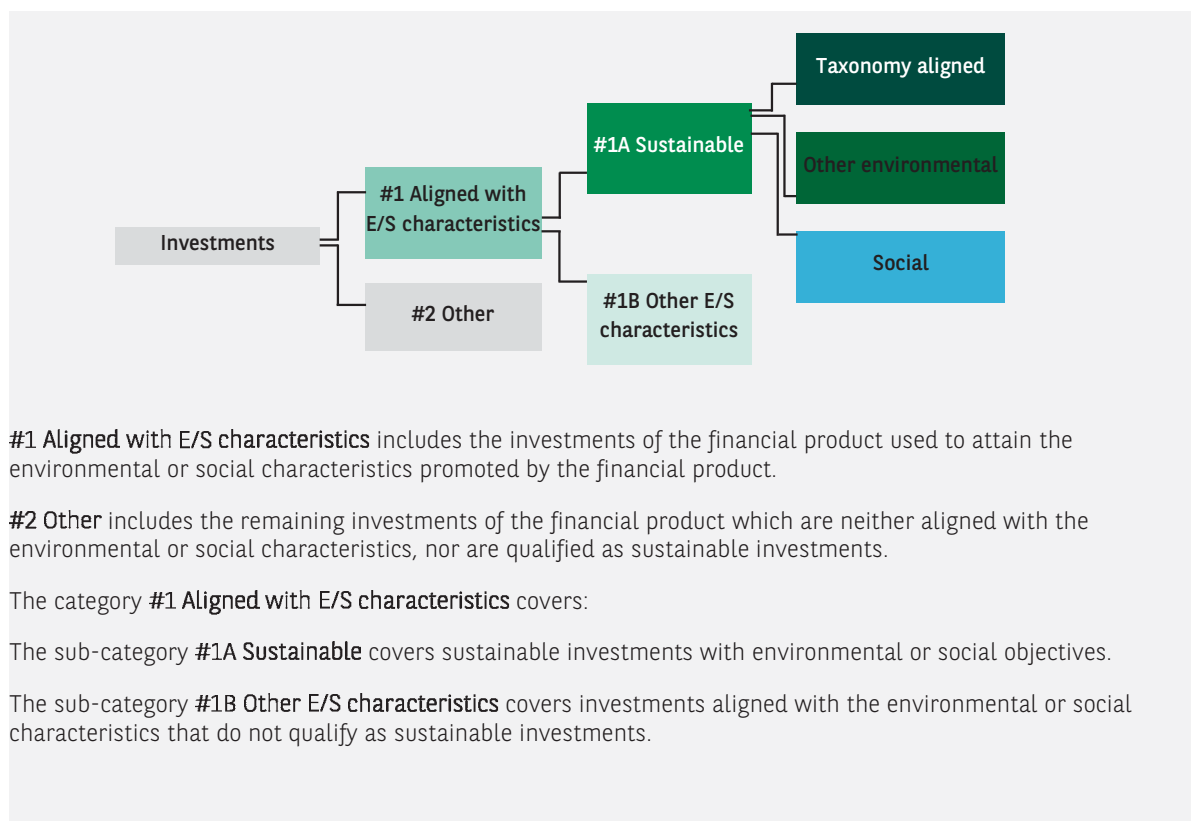 Taxonomy aligned
#1A Sustainable
Other environmental
#1 Aligned with
E/S characteristics
Investments
Social
#2 Other
#1B Other E/S
characteristics
#1 Aligned with E/S characteristics includes the investments of the financial product used to attain the
environmental or social characteristics promoted by the financial product.
#2 Other includes the remaining investments of the financial product which are neither aligned with the
environmental or social characteristics, nor are qualified as sustainable investments.
The category #1 Aligned with E/S characteristics covers:
The sub-category #1A Sustainable covers sustainable investments with environmental or social objectives.
The sub-category #1B Other E/S characteristics covers investments aligned with the environmental or social
characteristics that do not qualify as sustainable investments.